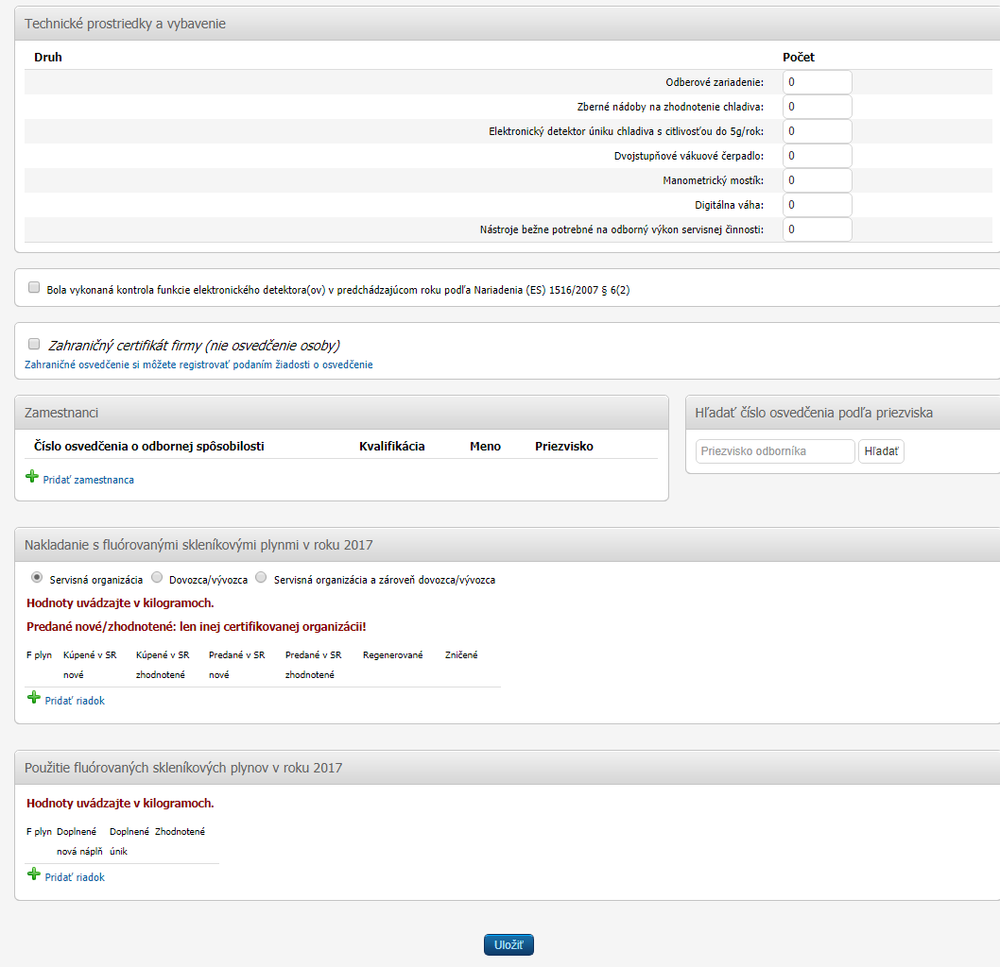 Technické prostriedky a vybavenie
Druh Počet
Odberové zariadenie: 0
Zberné nádoby na zhodnotenie chladiva: 0
Elektronický detektor úniku chladiva s citlivosťou do 5g/rok: 0
Dvojstupňové vákuové čerpadlo: 0
Manometrický mostík: 0
Digitálna váha: 0
Nástroje bežne potrebné na odborný výkon servisnej činnosti: 0
Bola vykonaná kontrola funkcie elektronického detektora(ov) v predchádzajúcom roku podľa Nariadenia (ES) 1516/2007 § 6(2)
Zahraničný certifikát firmy (nie osvedčenie osoby)
Zahraničné osvedčenie si môžete registrovať podaním žiadosti o osvedčenie
Zamestnanci
Číslo osvedčenia o odbornej spôsobilosti Kvalifikácia Meno Priezvisko
Pridať zamestnanca
Hľadať číslo osvedčenia podľa priezviska
Priezvisko odborníka Hľadať
Nakladanie s fluórovanými skleníkovými plynmi v roku 2017
Servisná organizácia Dovozca/vývozca Servisná organizácia a zároveň dovozca/vývozca
Hodnoty uvádzajte v kilogramoch.
Predané nové/zhodnotené: len inej certifikovanej organizácii!
F plyn Kúpené v SR Kúpené v SR Predané v SR Predané v SR Regenerované Zničené
nové zhodnotené nové zhodnotené
Pridať riadok
Použitie fluórovaných skleníkových plynov v roku 2017
Hodnoty uvádzajte v kilogramoch.
F plyn Doplnené Doplnené Zhodnotené
nová náplň únik
Pridať riadok
Uložiť